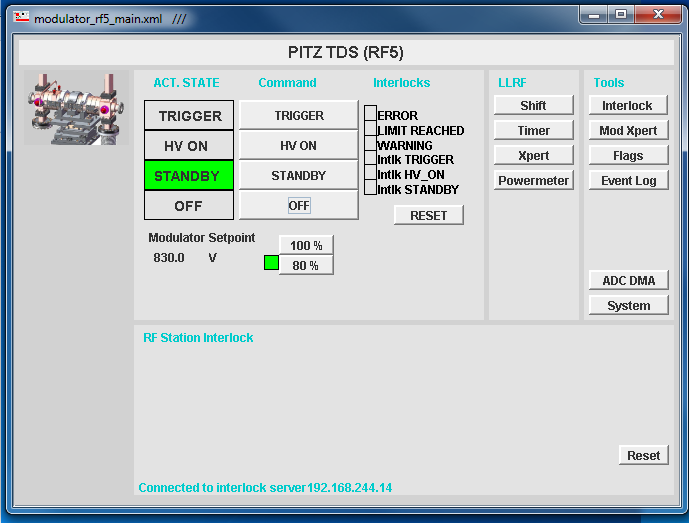 modulator_rf5_main.xml ///
PITZ TDS (RF5)
ACT. STATE
TRIGGER
HV ON
STANDBY
OFF
Command
TRIGGER
HV ON
STANDBY
OFF
Interlocks
ERROR
LIMIT REACHED
WARNING
Intlk TRIGGER
Intlk HV_ON
Intlk STANDBY
RESET
Modulator Setpoint
830.0 V
100 %
80 %
LLRF
Shift
Timer
Xpert
Powermeter
Tools
Interlock
Mod Xpert
Flags
Event Log
ADC DMA
System
RF Station Interlock
Reset
Connected to interlock server192.168.244.14